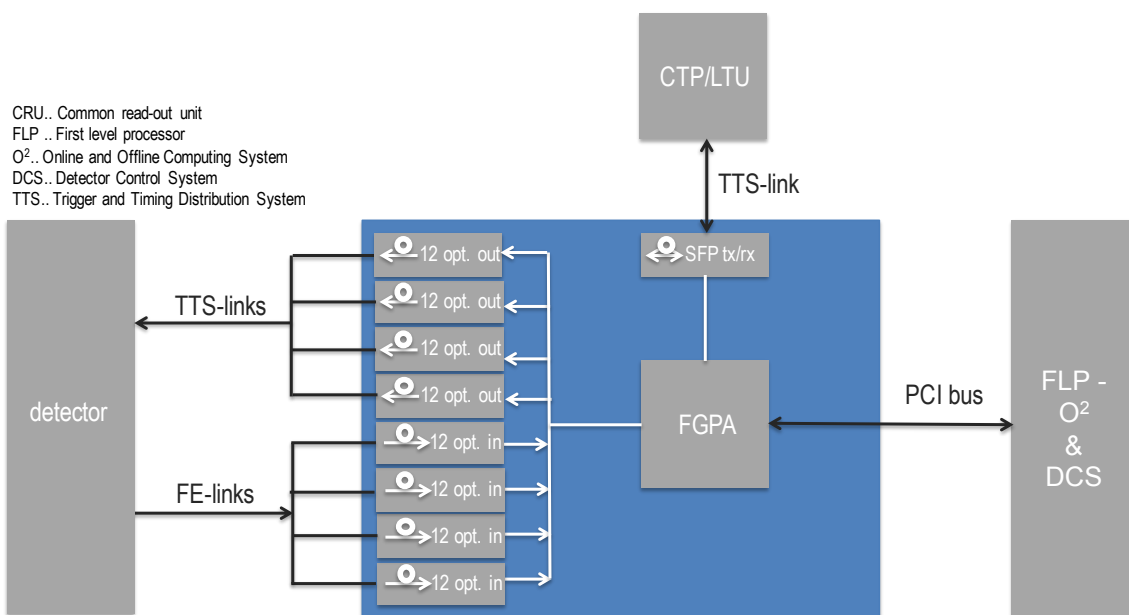 CTP/LTU
CRU.. Common read-out unit
FLP .. First level processor
O².. Online and Offline Computing System
DCS.. Detector Control System
TTS.. Trigger and Timing Distribution System
TTS-link
12 opt. out
SFP tx/rx
12 opt. out
TTS-links
12 opt. out
12 opt. out
detector
FGPA
PCI bus
FLP -
O²
&
DCS
12 opt. in
FE-links
12 opt. in
12 opt. in
12 opt. in